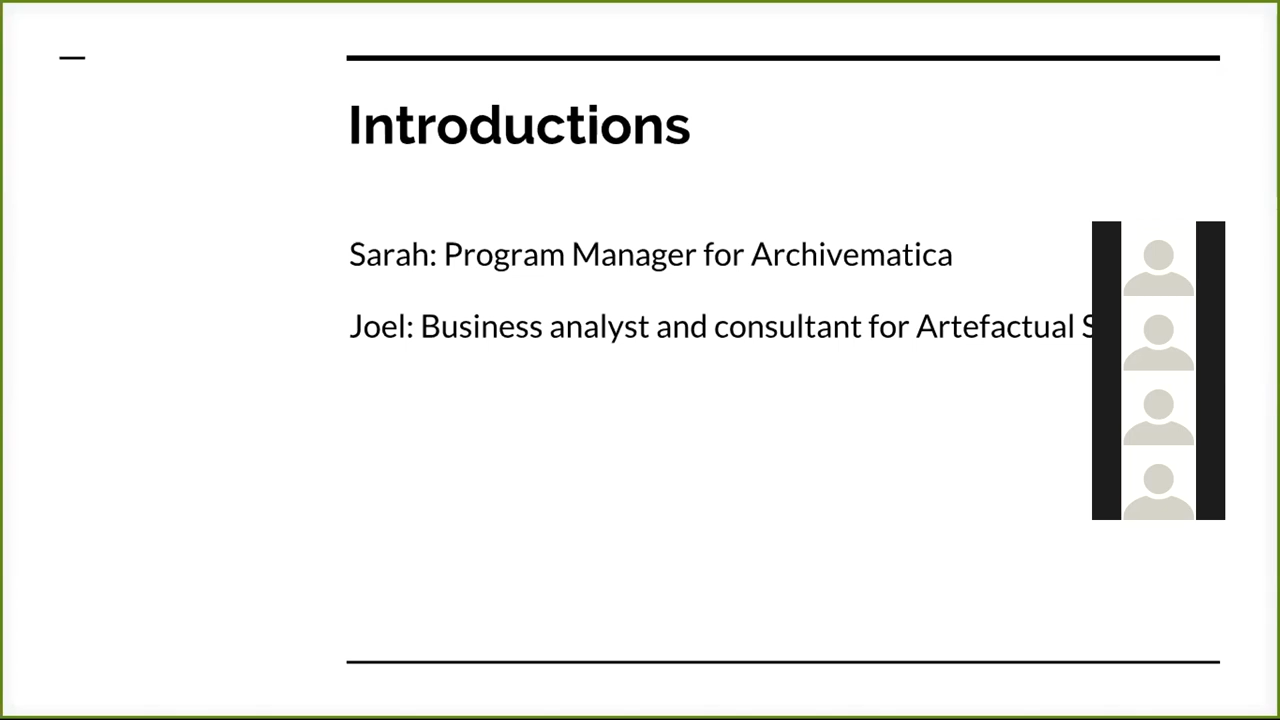 Introductions
Sarah: Program Manager for Archivematica
Joel: Business analyst and consultant for Artefactual